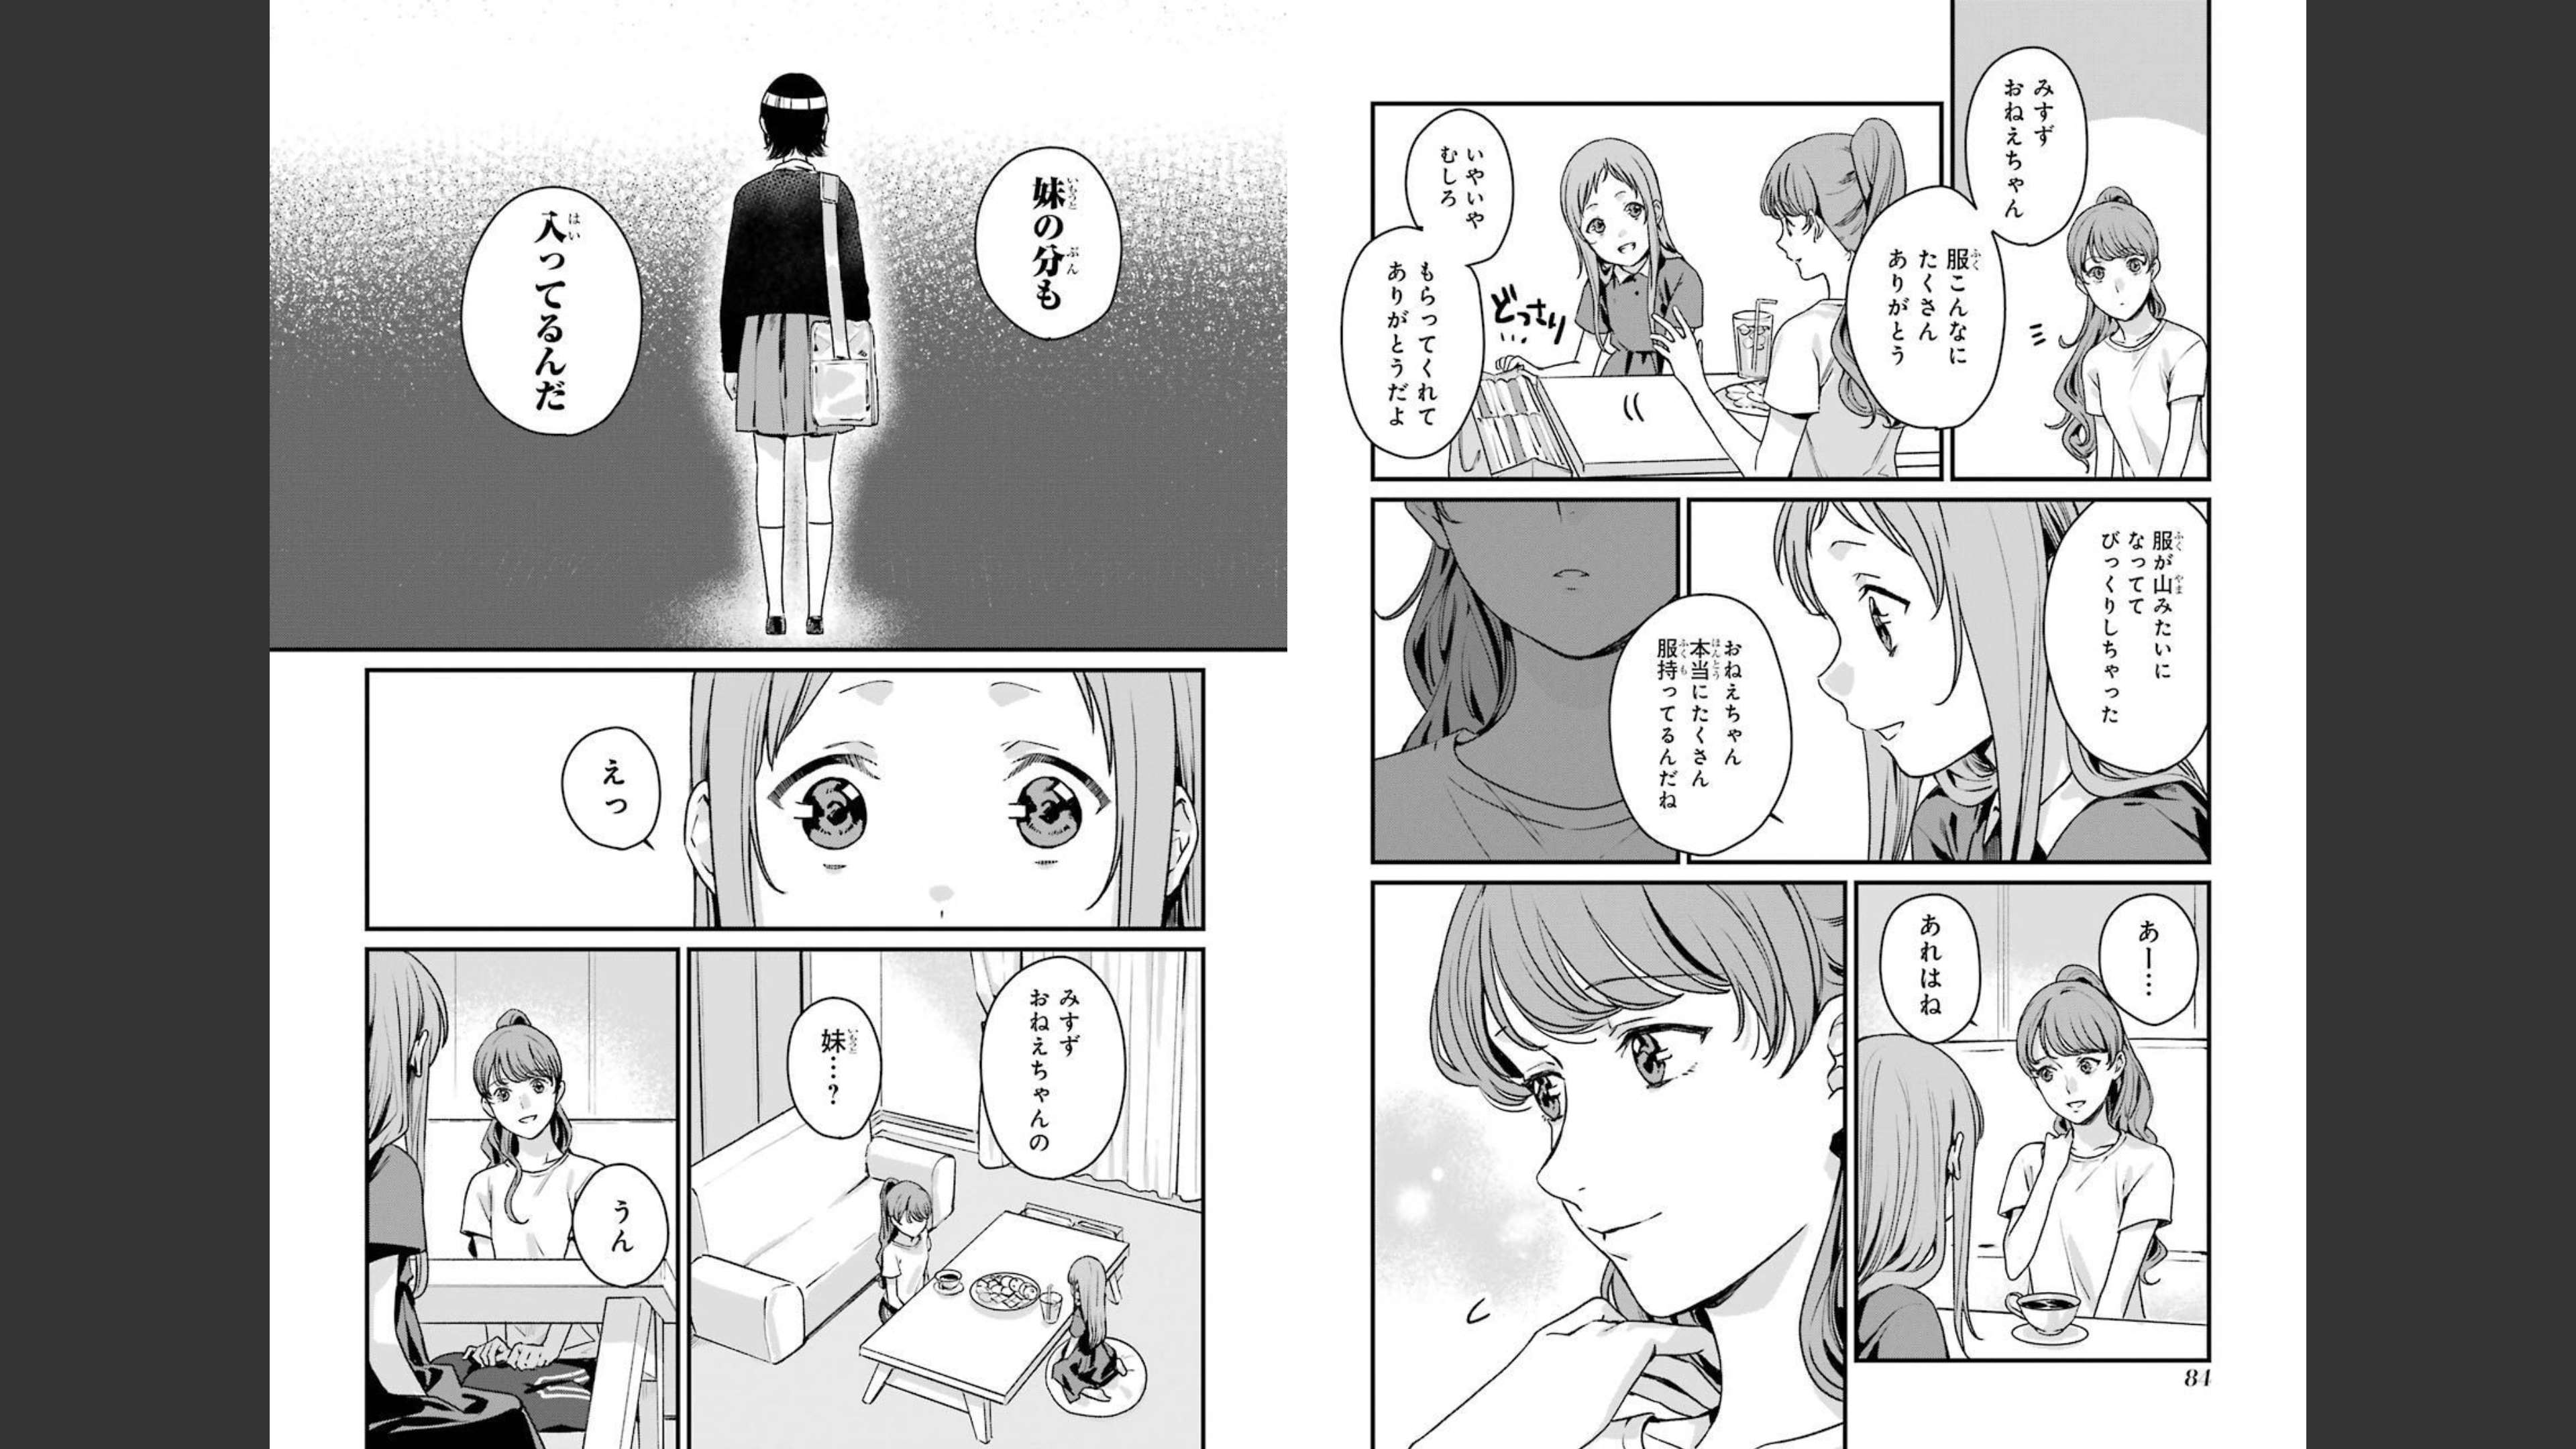 みすず
おねえちゃん
服こんなに
たくさん
ありがとう
いやいや
むしろ
もらってくれて
ありがとうだよ
どっさり…
服が山みたいに
なってて
びっくりしちゃった
おねえちゃん
本当にたくさん
服持ってるんだね
あー…
あれはね
84
妹の分も
入ってるんだ
えっ
みすず
おねえちゃんの
妹…?
うん